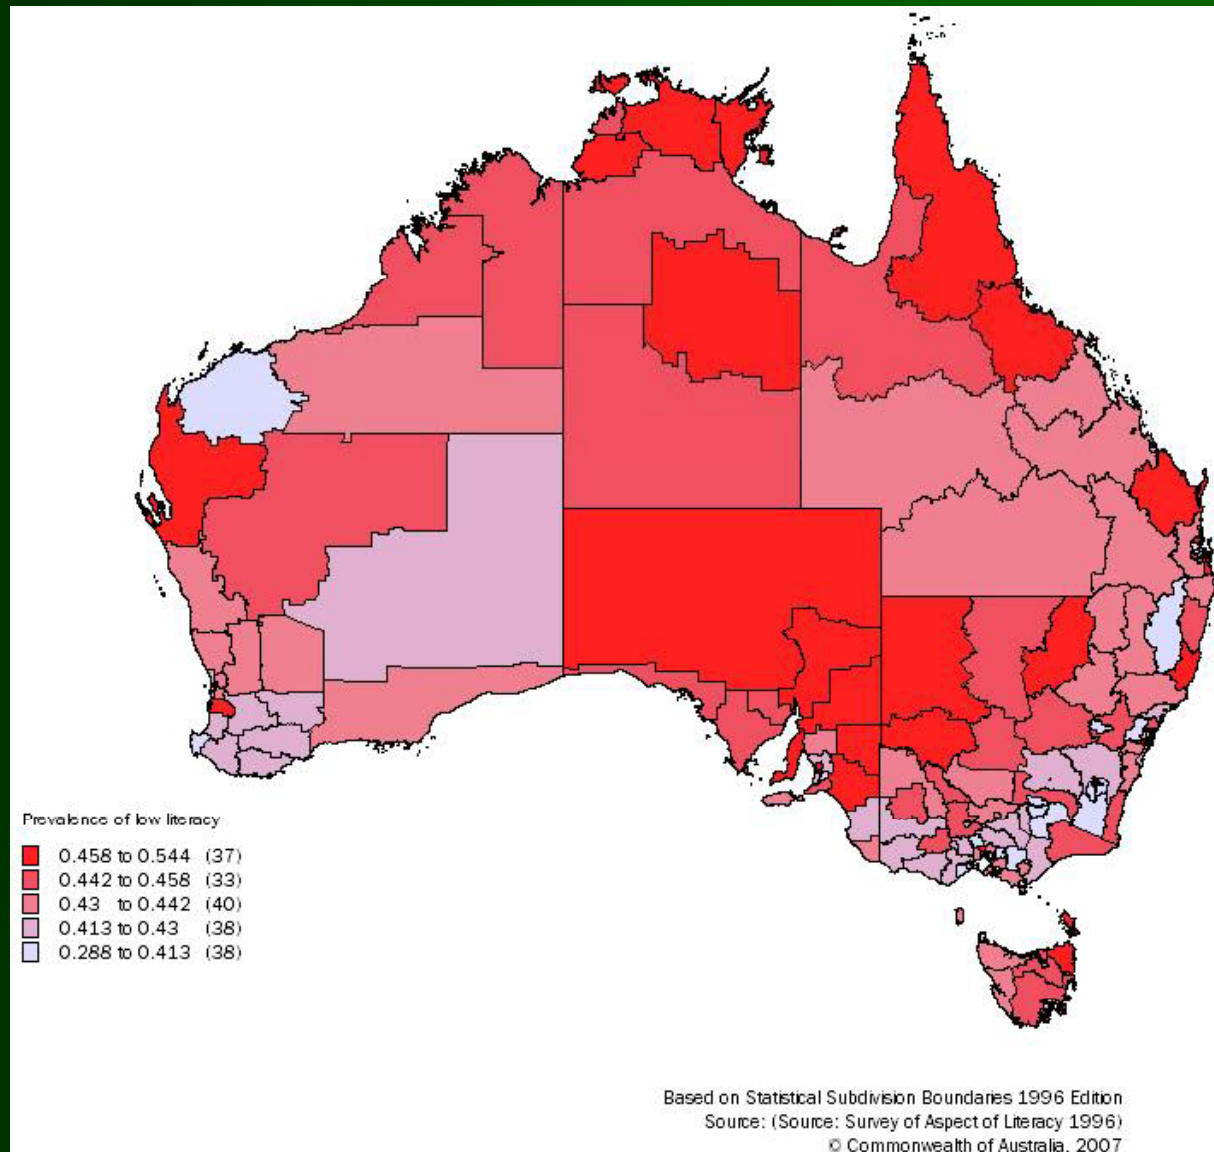 Prevalence of low literacy
0.458 to 0.544 (37)
0.442 to 0.458 (33)
0.43 to 0.442 (40)
0.413 to 0.43 (38)
0.288 to 0.413 (38)
Based on Statistical Subdivision Boundaries 1996 Edition
Source: (Source: Survey of Aspect of Literacy 1996)
© Commonwealth of Australia, 2007